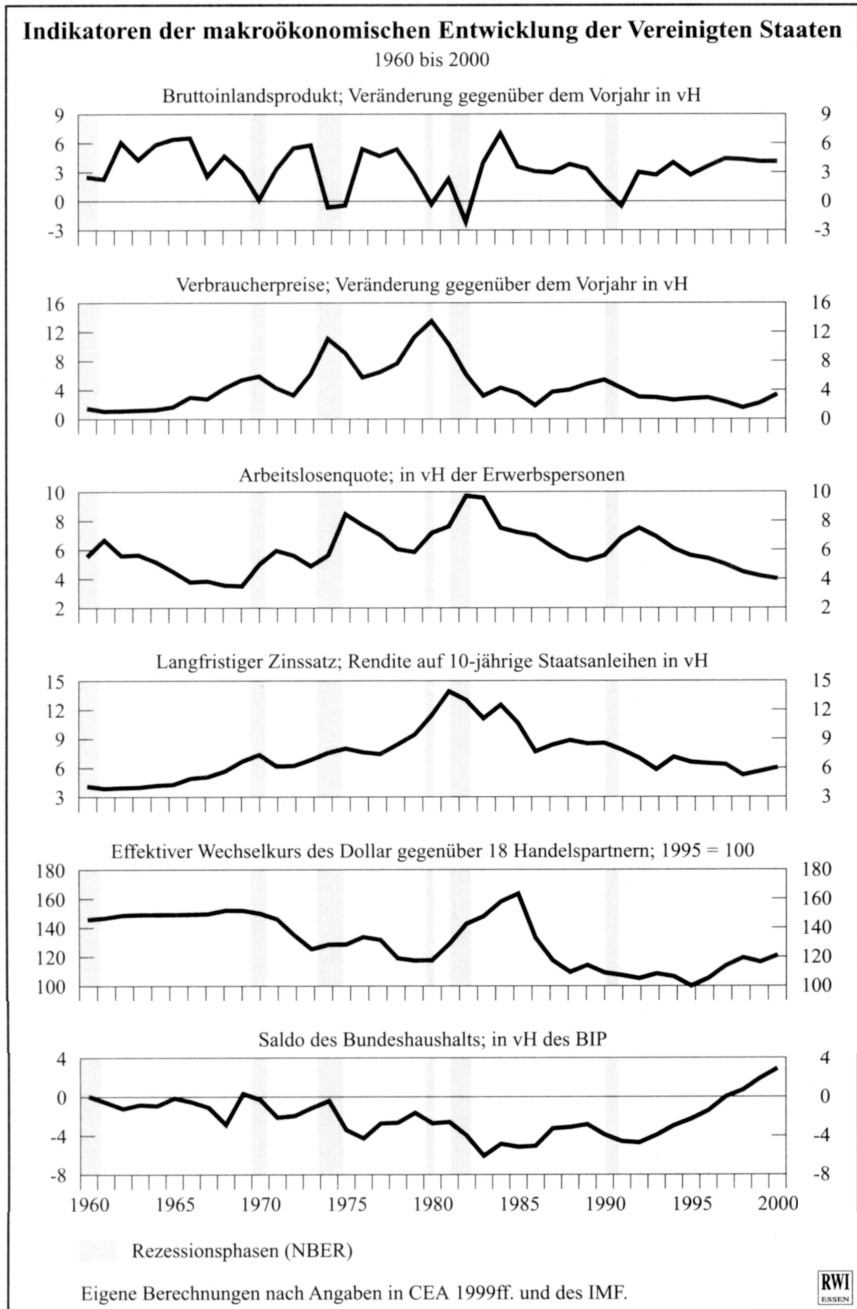 Indikatoren der makroökonomischen Entwicklung der Vereinigten Staaten
1960 bis 2000
Bruttoinlandsprodukt; Veränderung gegenüber dem Vorjahr in vH
9 9
6 6
3 3
0 0
-3 -3
Verbraucherpreise; Veränderung gegenüber dem Vorjahr in vH
16 16
12 12
8 8
4 4
0 0
Arbeitslosenquote; in vH der Erwerbspersonen
10 10
8 8
6 6
4 4
2 2
Langfristiger Zinssatz; Rendite auf 10-jährige Staatsanleihen in vH
15 15
12 12
9 9
6 6
3 3
Effektiver Wechselkurs des Dollar gegenüber 18 Handelspartnern; 1995 = 100
180 180
160 160
140 140
120 120
100 100
Saldo des Bundeshaushalts; in vH des BIP
4 4
0 0
-4 -4
-8 -8
1960 1965 1970 1975 1980 1985 1990 1995 2000
Rezessionsphasen (NBER)
Eigene Berechnungen nach Angaben in CEA 1999ff. und des IMF.
RWI
ESSEN